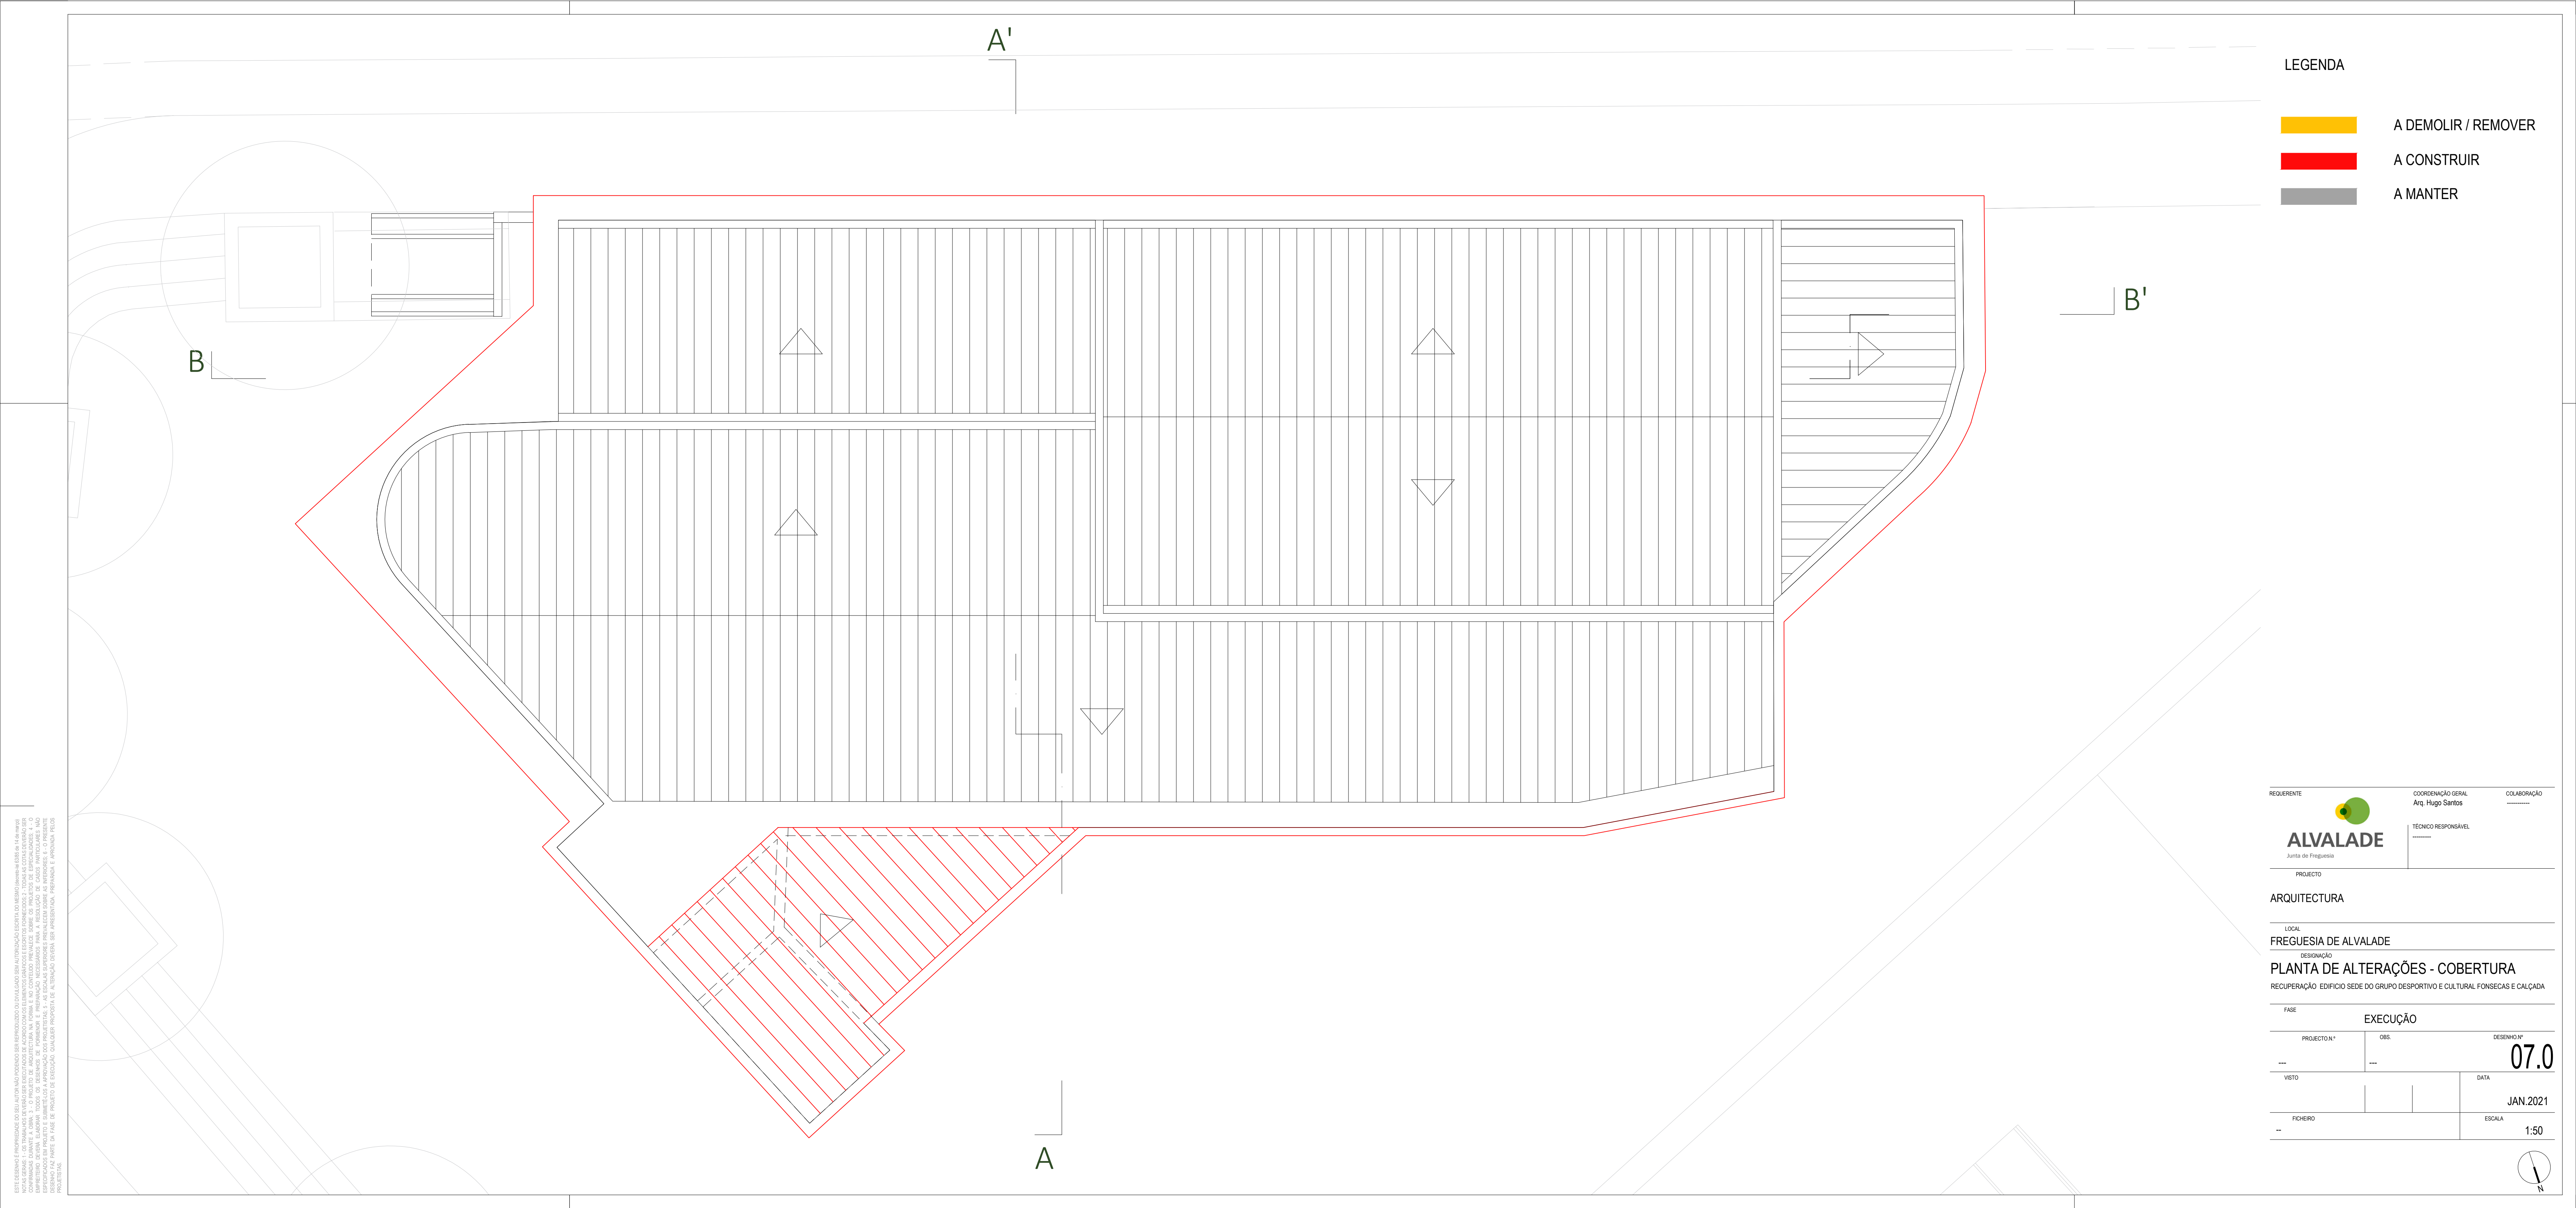 A'
LEGENDA
A DEMOLIR / REMOVER
A CONSTRUIR
A MANTER
B'
B
A
REQUERENTE
COORDENAÇÃO GERAL
COLABORAÇÃO
Arq. Hugo Santos
-----------
TÉCNICO RESPONSÁVEL
---------
ALVALADE
Junta de Freguesia
PROJECTO
ARQUITECTURA
LOCAL
FREGUESIA DE ALVALADE
DESIGNAÇÃO
PLANTA DE ALTERAÇÕES - COBERTURA
RECUPERAÇÃO EDIFICIO SEDE DO GRUPO DESPORTIVO E CULTURAL FONSECAS E CALÇADA
FASE
EXECUÇÃO
PROJECTO.N.º
OBS.
DESENHO.Nº
---
---
07.0
VISTO
DATA
JAN.2021
FICHEIRO
ESCALA
--
1:50
N